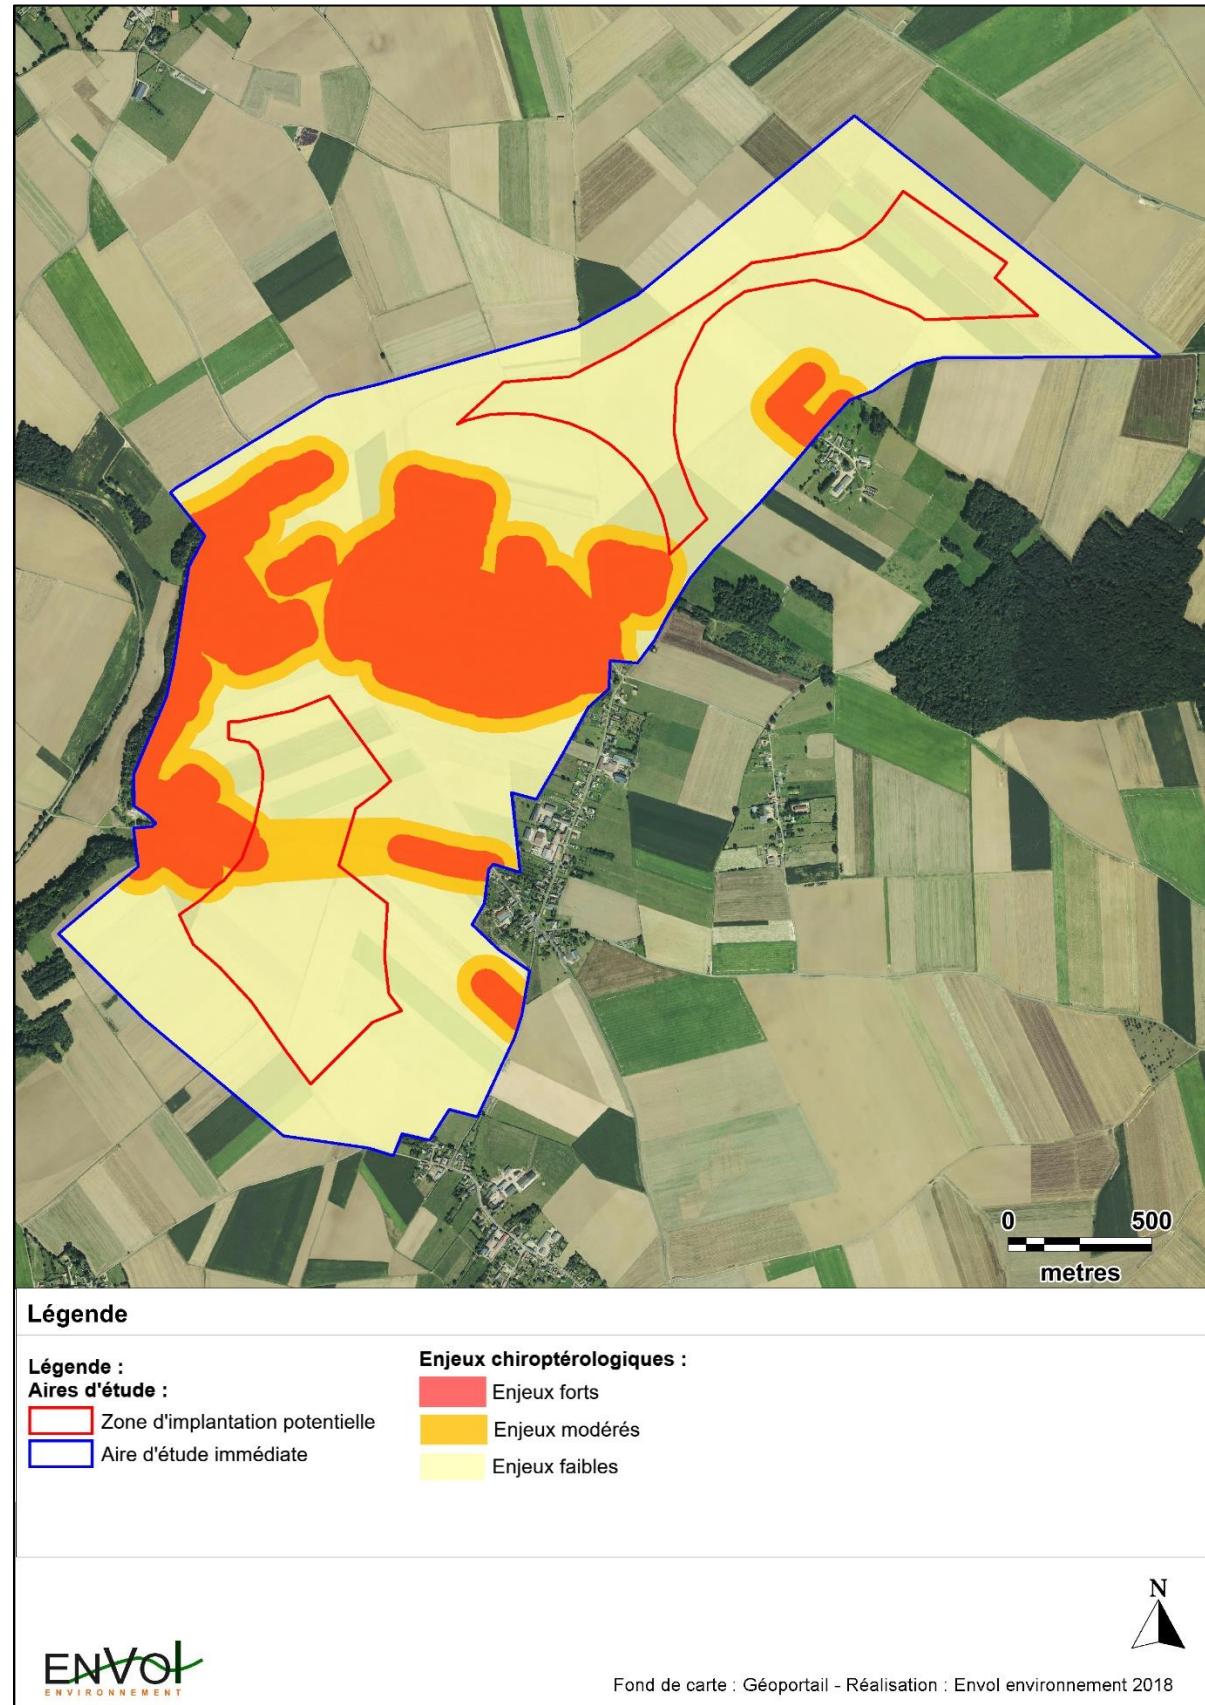 0 500
metres
Légende
Légende :
Aires d'étude :
Zone d'implantation potentielle
Aire d'étude immédiate
Enjeux chiroptérologiques :
Enjeux forts
Enjeux modérés
Enjeux faibles
N
ENVOl
ENVIRONNEMENT
Fond de carte : Géoportail - Réalisation : Envol environnement 2018